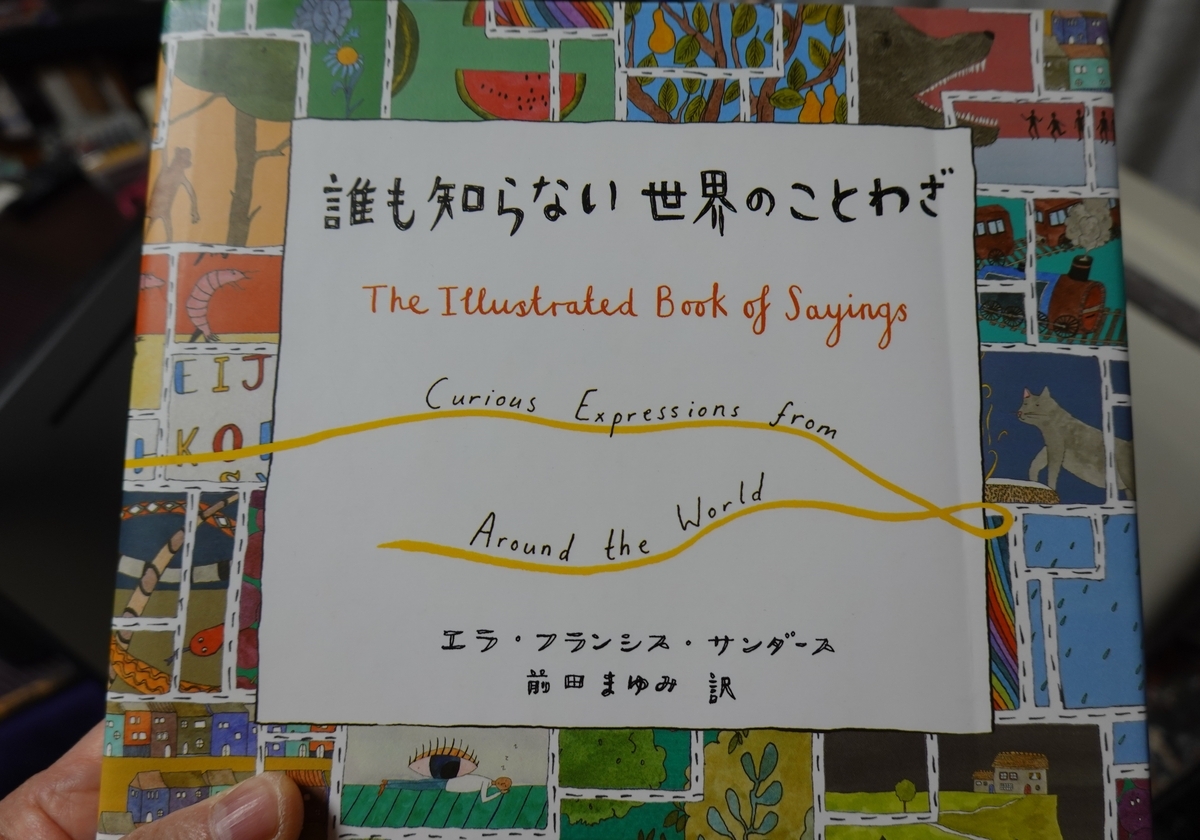 誰も知らない 世界のことわざ
The Illustrated Book of Sayings
Curious Expressions from
Around the World
エラ・フランシス・サンダース
前田まゆみ 訳
E I J
K O